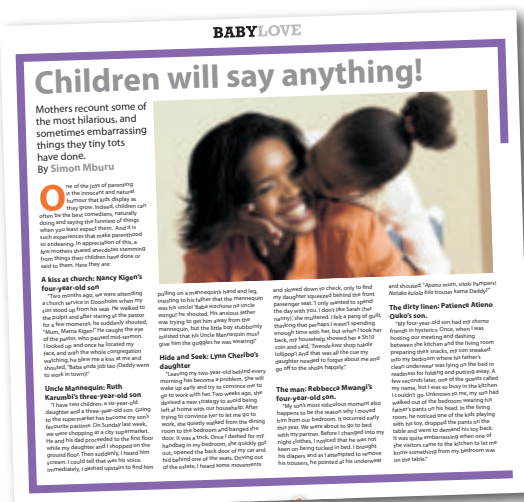 BABYLOVE
Children will say anything!
Mothers recount some of
the most hilarious, and
sometimes embarrassing
things they tiny tots
have done.
By Simon Mburu
One of the joys of parenting
is the innocent and natural
humour that kids display as
they grow. Indeed, children can
often be the best comedians, naturally
doing and saying the funniest of things
when you least expect them. And it is
such experiences that make parenthood
so endearing. In appreciation of this, a
few mothers shared anecdotes stemming
from things their children have done or
said to them. Here they are:
A kiss at church: Nancy Kigen's
four-year-old son
"Two months ago, we were attending
a church service in Doonholm when my
son stood up from his seat. He walked to
the pulpit and after staring at the pastor
for a few moments, he suddenly shouted,
"Mum, Mama Kigen!" He caught the eye
of the pastor, who paused mid-sermon.
I looked up and once he located my
face, and with the whole congregation
watching, he blew me a kiss at me and
shouted, "Baba ende job tao (Daddy went
to work in town)!"
Uncle Mannequin: Ruth
Karumbi's three-year-old son
"I have two children, a six-year-old
daughter and a three-year-old son. Going
to the supermarket has become my son's
favourite pastime. On Sunday last week,
we were shopping at a city supermarket.
He and his dad proceeded to the first floor
while my daughter and I shopped on the
ground floor. Then suddenly, I heard him
scream. I could tell that was his voice.
Immediately, I dashed upstairs to find him
pulling on a mannequin's hand and leg,
insisting to his father that the mannequin
was his uncle! 'Baba wachana na uncle
wangu!' he shouted. His anxious father
was trying to get him away from the
mannequin, but the little boy stubbornly
insisted that his Uncle Mannequin must
give him the goggles he was wearing!"
Hide and Seek: Lynn Cheribo's
daughter
"Leaving my two-year-old behind every
morning has become a problem. She will
wake up early and try to convince me to
go to work with her. Two weeks ago, she
devised a new strategy to avoid being
left at home with our househelp: After
trying to convince her to let me go to
work, she quietly walked from the dining
room to the bedroom and banged the
door. It was a trick. Once I dashed for my
handbag in my bedroom, she quickly got
out, opened the back door of my car and
hid behind one of the seats. Driving out
of the estate, I heard some movements
and slowed down to check, only to find
my daughter squeezed behind the front
passenger seat. 'I only wanted to spend
the day with you. I don't like Sarah (her
nanny),' she muttered. I felt a pang of guilt,
thinking that perhaps I wasn't spending
enough time with her, but when I took her
back, my househelp showed her a Sh10
coin and said, 'Twende kwa shop tukule
lollipop!' And that was all the cue my
daughter needed to forget about me and
go off to the shops happily."
The man: Rebbecca Mwangi's
four-year-old son.
"My son's most ridiculous moment also
happens to be the reason why I moved
him from our bedroom. It occurred early
this year. We were about to go to bed
with my partner. Before I changed into my
night clothes, I noticed that he was not
keen on being tucked in bed. I brought
his diapers and as I attempted to remove
his trousers, he pointed at his underwear
and shouted: "Apana mum, sitaki Pampers!
Nataka kulala bila trouser kama Daddy!"
The dirty linen: Patience Atieno
Ouko's son.
"My four-year-old son had my chama
friends in hysterics. Once, when I was
hosting our meeting and dashing
between the kitchen and the living room
preparing their snacks, my son sneaked
into my bedroom where his father's
clean underwear was lying on the bed in
readiness for folding and putting away. A
few seconds later, one of the guests called
my name, but I was so busy in the kitchen
I couldn't go. Unknown to me, my son had
walked out of the bedroom wearing his
father's pants on his head. In the living
room, he noticed one of the kids playing
with his toy, dropped the pants on the
table and went to demand his toy back.
It was quite embarrassing when one of
the visitors came to the kitchen to let me
know something from my bedroom was
on the table."